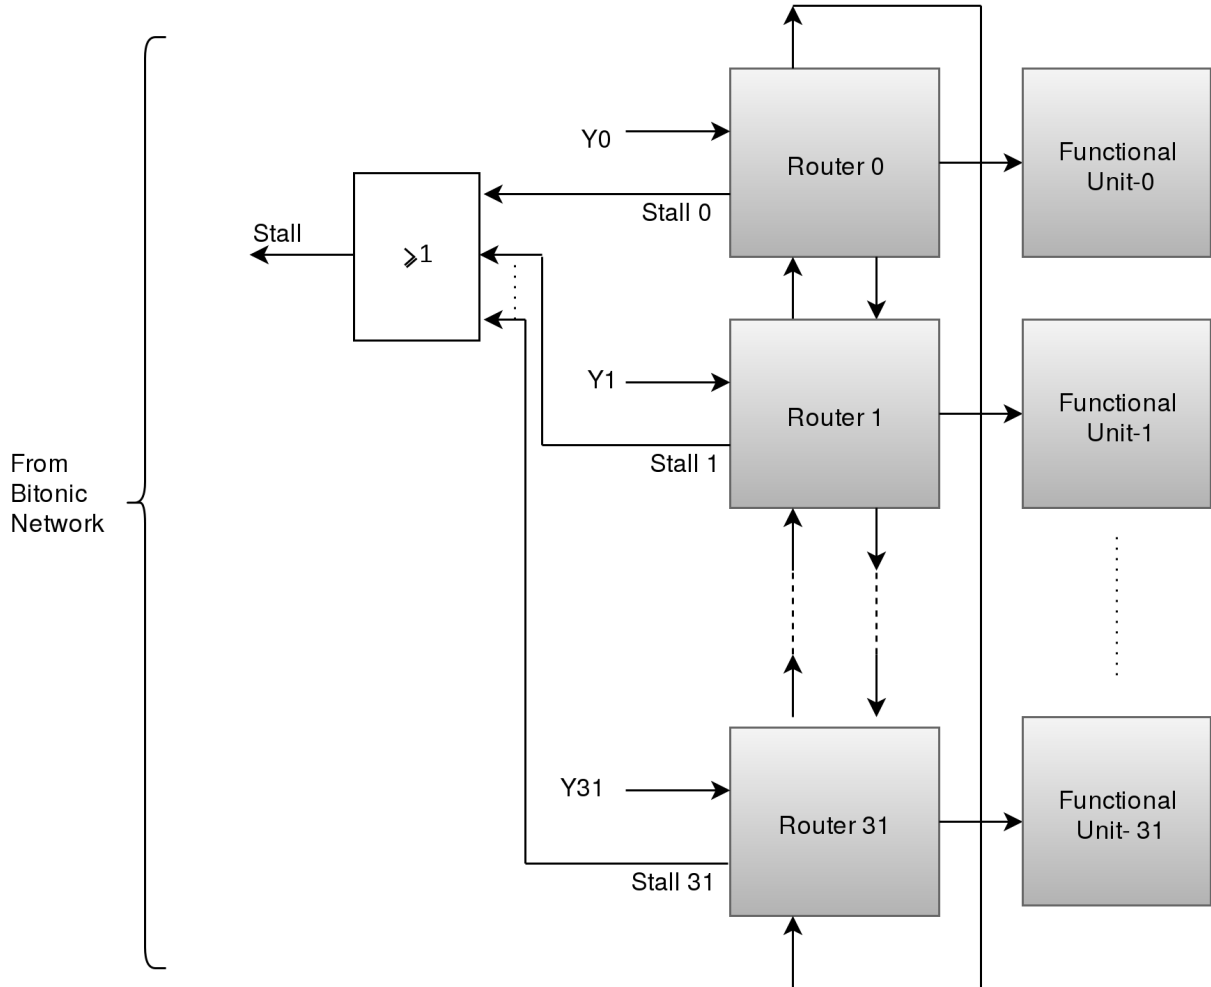 Y0
Router 0
Functional
Unit-0
Stall 0
Stall
⩾1
Y1
Router 1
Functional
Unit-1
Stall 1
From
Bitonic
Network
Y31
Router 31
Functional
Unit- 31
Stall 31